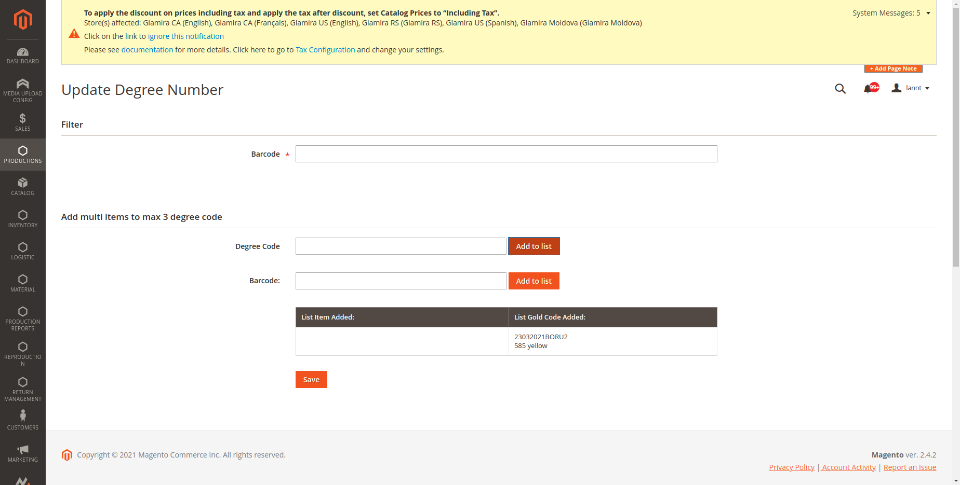 To apply the discount on prices including tax and apply the tax after discount, set Catalog Prices to "Including Tax".
Store(s) affected: Glamira CA (English), Glamira CA (Français), Glamira US (English), Glamira RS (Glamira RS), Glamira US (Spanish), Glamira Moldova (Glamira Moldova)
Click on the link to ignore this notification
Please see documentation for more details. Click here to go to Tax Configuration and change your settings.
System Messages: 5
+ Add Page Note
Update Degree Number
99+
lannt
DASHBOARD
MEDIA UPLOAD
CONFIG
SALES
PRODUCTIONS
CATALOG
INVENTORY
LOGISTIC
MATERIAL
PRODUCTION
REPORTS
REPRODUCTIO
N
RETURN
MANAGEMENT
CUSTOMERS
MARKETING
Filter
Barcode *
Add multi items to max 3 degree code
Degree Code
Add to list
Barcode:
Add to list
List Item Added: List Gold Code Added:
23032021BORU2
585 yellow
Save
Copyright © 2021 Magento Commerce Inc. All rights reserved.
Magento ver. 2.4.2
Privacy Policy | Account Activity | Report an Issue